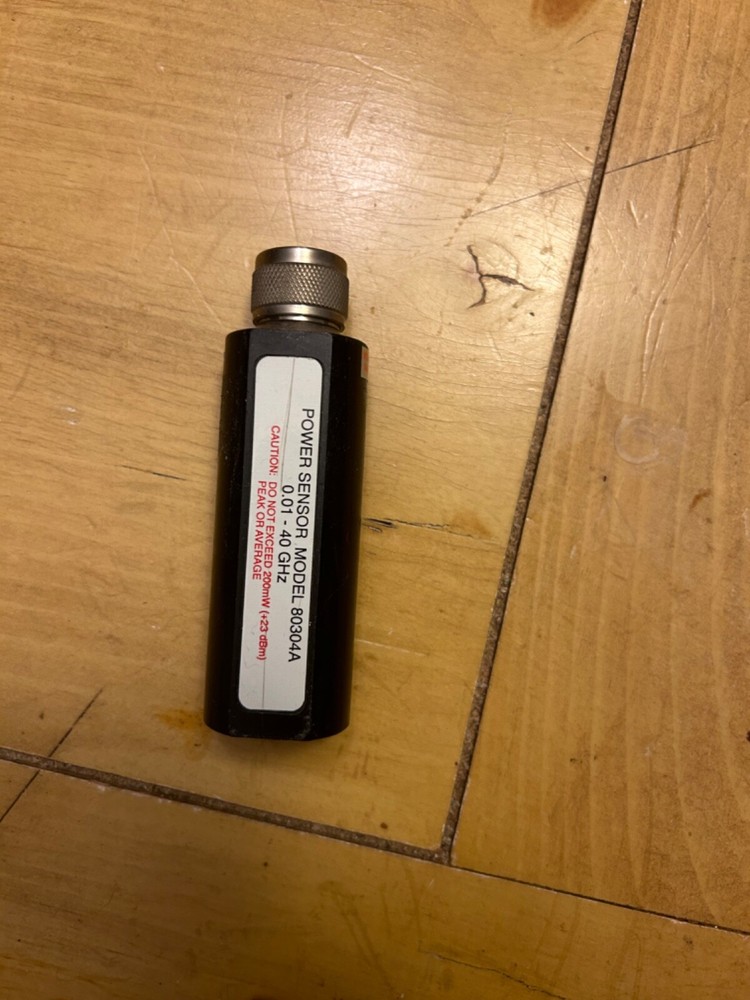 POWER SENSOR MODEL 80304A
0.01 - 40 GHz
CAUTION: DO NOT EXCEED 200mW (+23 dBm)
PEAK OR AVERAGE